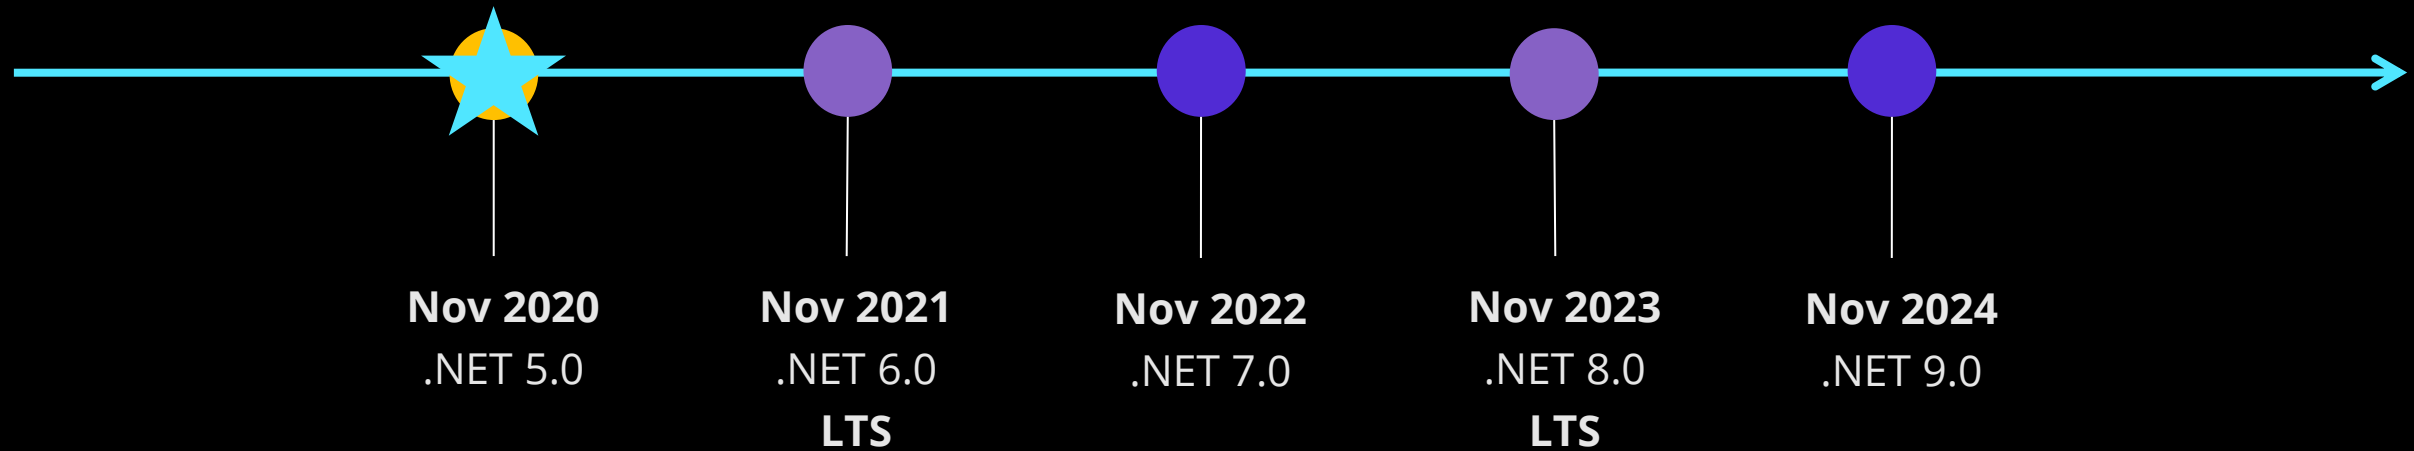 Nov 2020
.NET 5.0
Nov 2021
.NET 6.0
LTS
Nov 2022
.NET 7.0
Nov 2023
.NET 8.0
LTS
Nov 2024
.NET 9.0